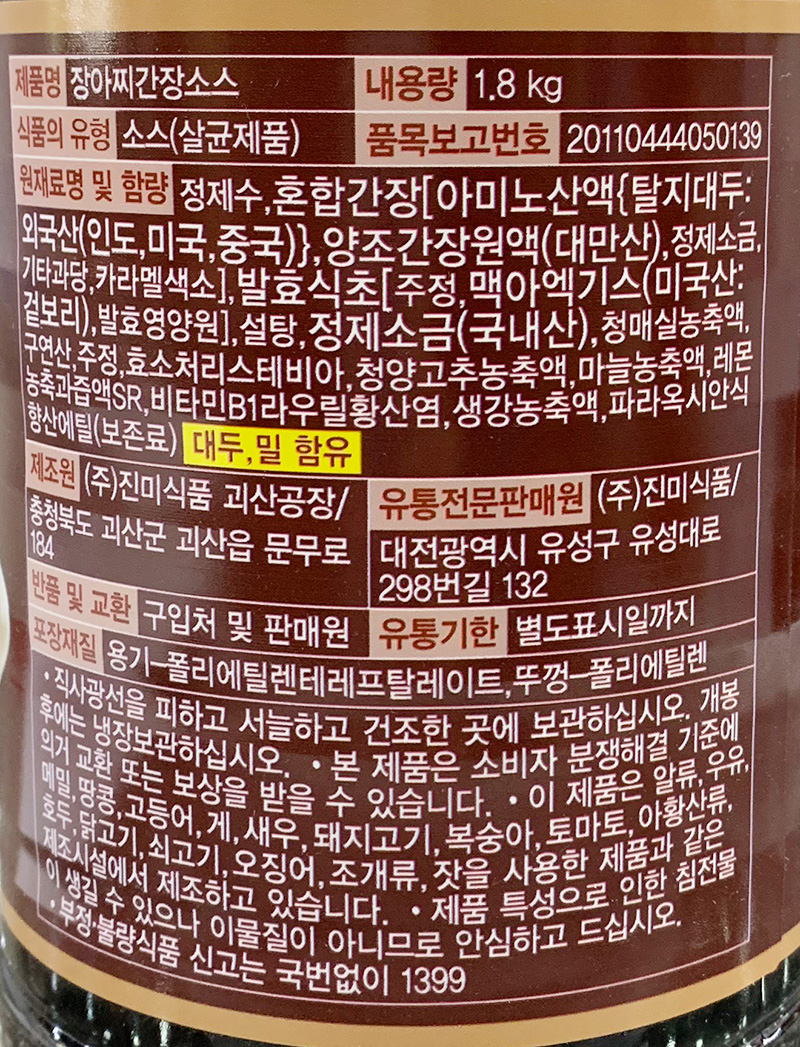 제품명 장아찌간장소스 내용량 1.8 kg
식품의 유형 소스(살균제품) 품목보고번호 20110444050139
원재료명 및 함량 정제수,혼합간장[아미노산액{탈지대두:
외국산(인도,미국,중국)},양조간장원액(대만산),정제소금,
기타과당,카라멜색소],발효식초[주정,맥아엑기스(미국산:
겉보리),발효영양원],설탕,정제소금(국내산),청매실농축액,
구연산,주정,효소처리스테비아,청양고추농축액,마늘농축액,레몬
농축과즙액SR,비타민B1라우릴황산염,생강농축액,파라옥시안식
향산에틸(보존료) 대두,밀 함유
제조원 (주)진미식품 괴산공장/
충청북도 괴산군 괴산읍 문무로
184
유통전문판매원 (주)진미식품/
대전광역시 유성구 유성대로
298번길 132
반품 및 교환 구입처 및 판매원 유통기한 별도표시일까지
포장재질 용기–폴리에틸렌테레프탈레이트,뚜껑–폴리에틸렌
•직사광선을 피하고 서늘하고 건조한 곳에 보관하십시오. 개봉
후에는 냉장보관하십시오. •본 제품은 소비자 분쟁해결 기준에
의거 교환 또는 보상을 받을 수 있습니다. •이 제품은 알류,우유,
메밀,땅콩,고등어,게,새우,돼지고기,복숭아,토마토,아황산류,
호두,닭고기,쇠고기,오징어,조개류,잣을 사용한 제품과 같은
제조시설에서 제조하고 있습니다. •제품 특성으로 인한 침전물
이 생길 수 있으나 이물질이 아니므로 안심하고 드십시오.
•부정·불량식품 신고는 국번없이 1399